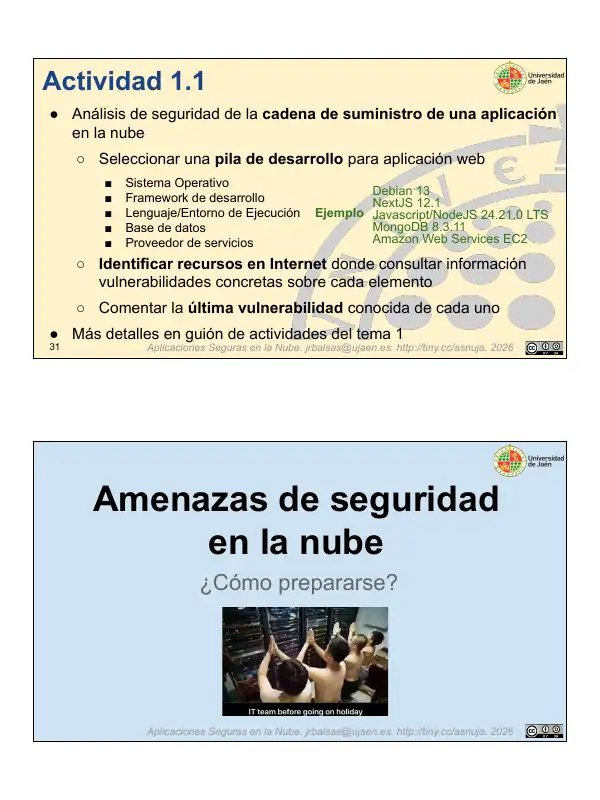 Actividad 1.1
Universidad
de Jaén
● Análisis de seguridad de la cadena de suministro de una aplicación
en la nube
○ Seleccionar una pila de desarrollo para aplicación web
■ Sistema Operativo
■ Framework de desarrollo
■ Lenguaje/Entorno de Ejecución
■ Base de datos
■ Proveedor de servicios
Ejemplo
Debian 13
NextJS 12.1
Javascript/NodeJS 24.21.0 LTS
MongoDB 8.3.11
Amazon Web Services EC2
○ Identificar recursos en Internet donde consultar información
vulnerabilidades concretas sobre cada elemento
○ Comentar la última vulnerabilidad conocida de cada uno
● Más detalles en guión de actividades del tema 1
31
Aplicaciones Seguras en la Nube. jrbalsas@ujaen.es. http://tiny.cc/asnuja. 2026
Universidad
de Jaén
Amenazas de seguridad
en la nube
¿Cómo prepararse?
IT team before going on holiday
Aplicaciones Seguras en la Nube. jrbalsas@ujaen.es. http://tiny.cc/asnuja. 2026